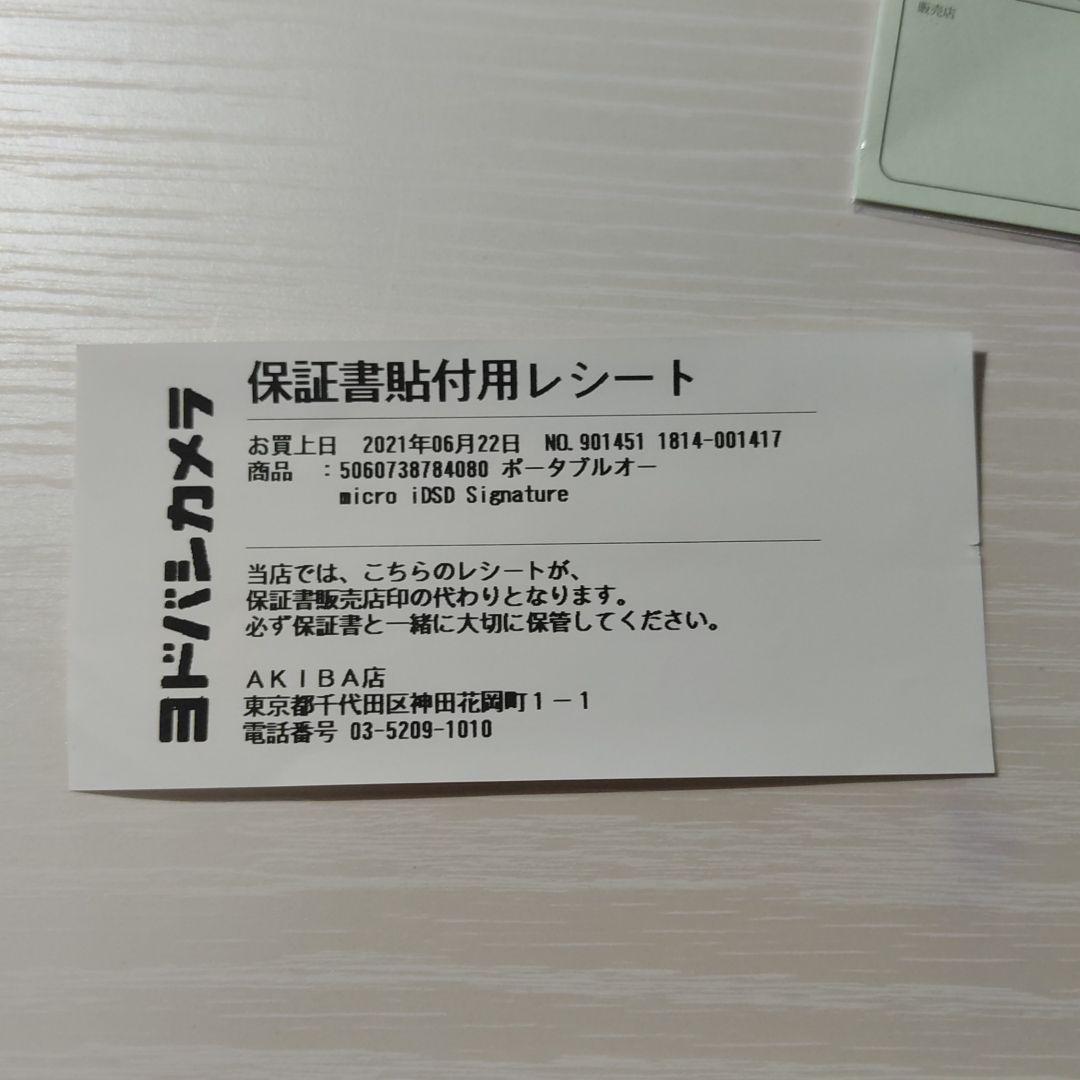 販売店
ヨドバシカメラ
保証書貼付用レシート
お買上日 2021年06月22日 NO. 901451 1814-001417
商品 :5060738784080 ポータブルオー
micro iDSD Signature
当店では、こちらのレシートが、
保証書販売店印の代わりとなります。
必ず保証書と一緒に大切に保管してください。
AKIBA店
東京都千代田区神田花岡町1-1
電話番号 03-5209-1010